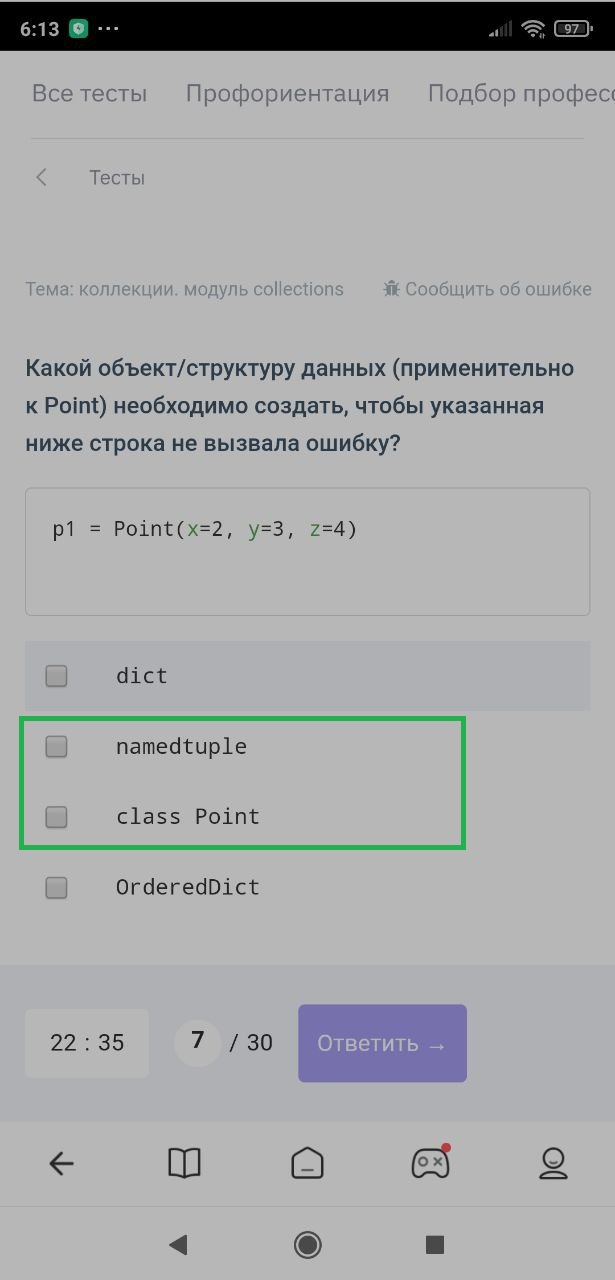 6:13 ... 97
Все тесты Профориентация Подбор професс
Тесты
Тема: коллекции. модуль collections Сообщить об ошибке
Какой объект/структуру данных (применительно
к Point) необходимо создать, чтобы указанная
ниже строка не вызвала ошибку?
p1 = Point(x=2, y=3, z=4)
dict
namedtuple
class Point
OrderedDict
22 : 35 7 / 30 Ответить →